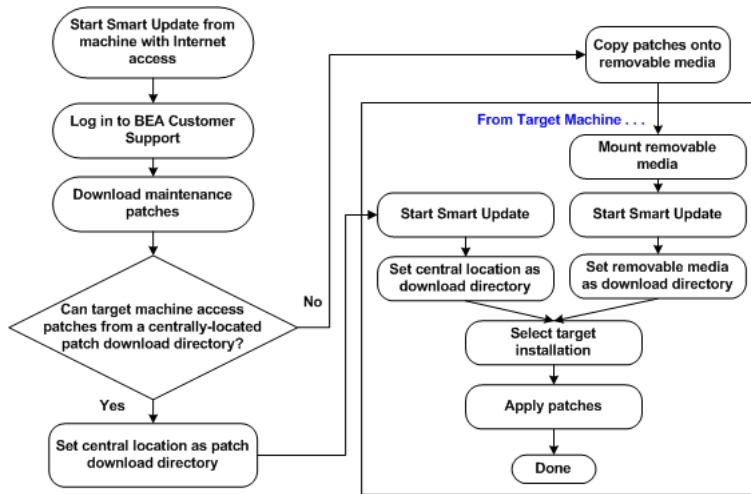 Start Smart Update from
machine with Internet
access
Log in to BEA Customer
Support
Download maintenance
patches
Can target machine access
patches from a centrally-located
patch download directory?
No
Yes
Set central location as patch
download directory
Copy patches onto
removable media
From Target Machine . . .
Mount removable
media
Start Smart Update
Start Smart Update
Set central location as
download directory
Set removable media
as download directory
Select target
installation
Apply patches
Done